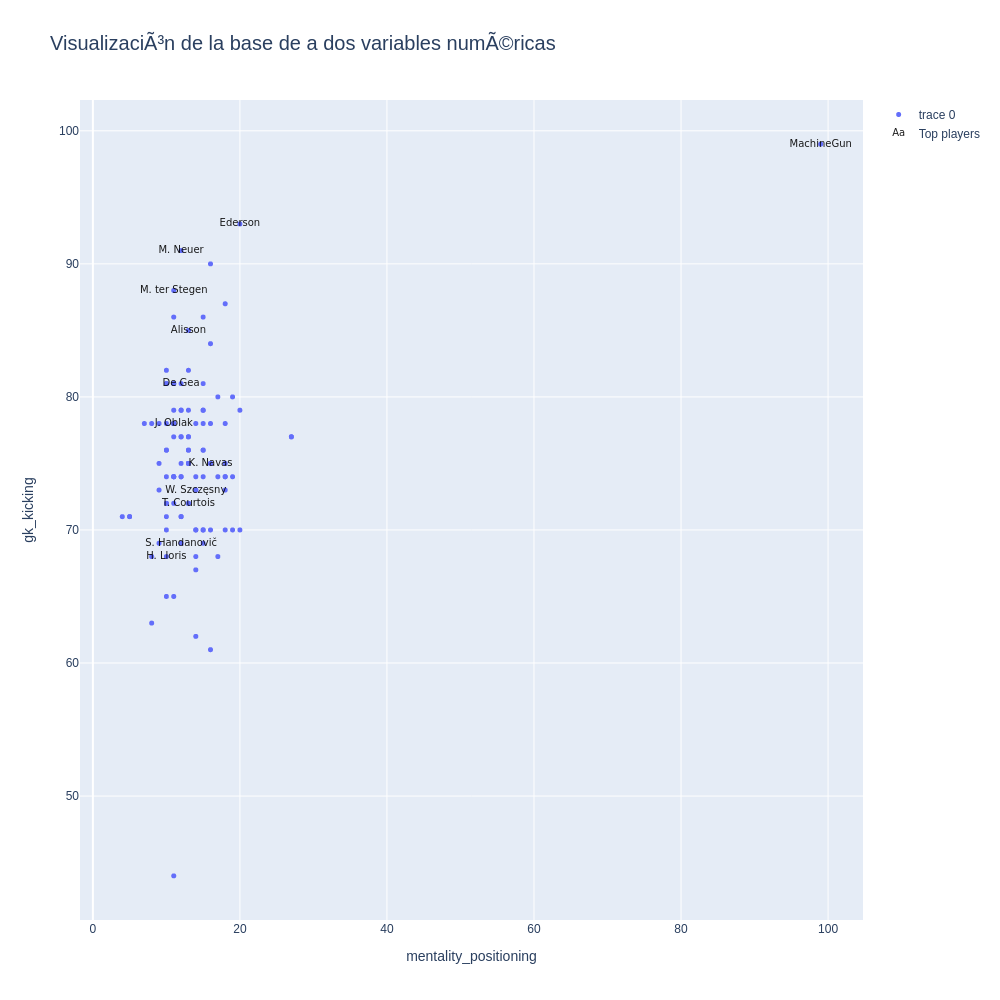 VisualizaciÃ³n de la base de a dos variables numÃ©ricas
trace 0
Aa Top players
100
MachineGun
Ederson
M. Neuer
90
M. ter Stegen
Alisson
De Gea
80
J. Oblak
K. Navas
W. Szczęsny
T. Courtois
70
S. Handanovič
H. Lloris
60
50
0 20 40 60 80 100
mentality_positioning
gk_kicking